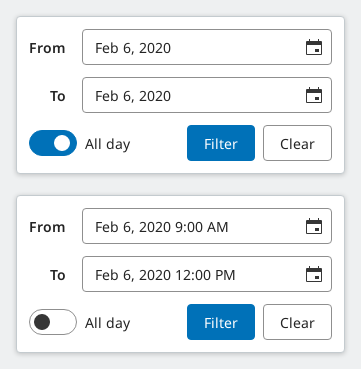 From Feb 6, 2020
To Feb 6, 2020
All day Filter Clear
From Feb 6, 2020 9:00 AM
To Feb 6, 2020 12:00 PM
All day Filter Clear